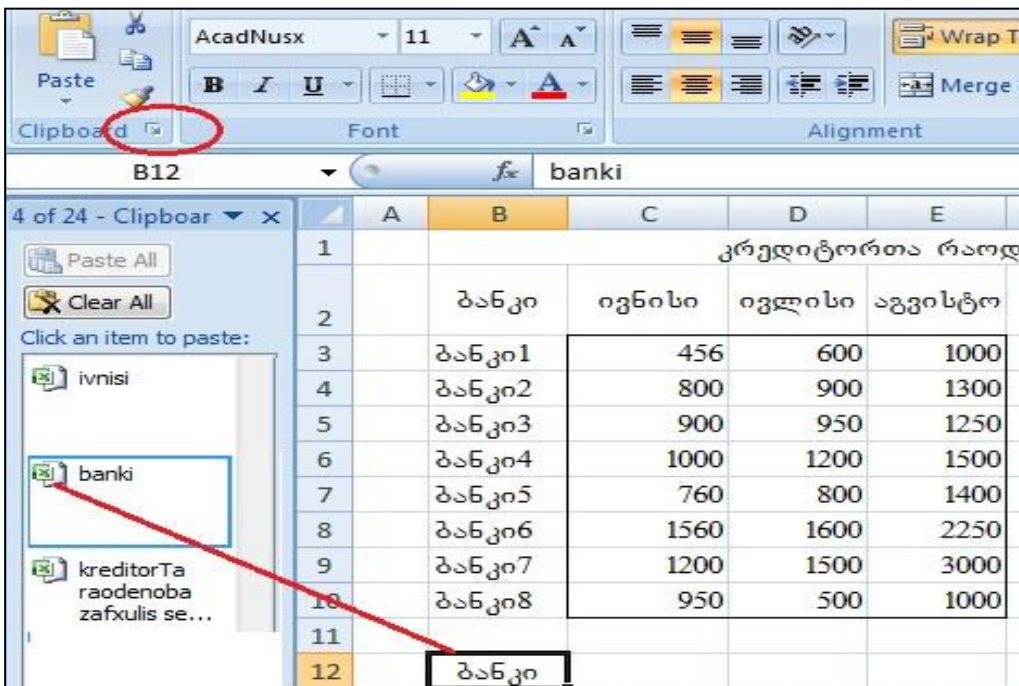 AcadNusx 11 A A Wrap T
Paste B I U A Merge
Clipboard Font Alignment
B12 fx banki
4 of 24 - Clipboar
Paste All
Clear All
Click an item to paste:
ivnisi
banki
kreditorTa
raodenoba
zafxulis se...
A B C D E
1 კრედიტორთა რაოდ
2 ბანკი ივნისი ივლისი აგვისტო
3 ბანკი1 456 600 1000
4 ბანკი2 800 900 1300
5 ბანკი3 900 950 1250
6 ბანკი4 1000 1200 1500
7 ბანკი5 760 800 1400
8 ბანკი6 1560 1600 2250
9 ბანკი7 1200 1500 3000
10 ბანკი8 950 500 1000
11
12 ბანკი